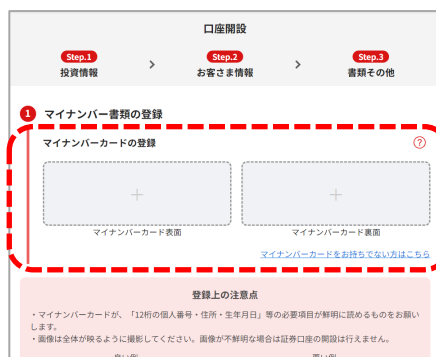 口座開設
Step.1 Step.2 Step.3
投資情報 > お客さま情報 > 書類その他
1 マイナンバー書類の登録
マイナンバーカードの登録 ?
マイナンバーカード表面 マイナンバーカード裏面
マイナンバーカードをお持ちでない方はこちら
登録上の注意点
・マイナンバーカードが、「12桁の個人番号・住所・生年月日」等の必要項目が鮮明に読めるものをお願い
します。
・画像は全体が映るように撮影してください。画像が不鮮明な場合は証券口座の開設は行えません。